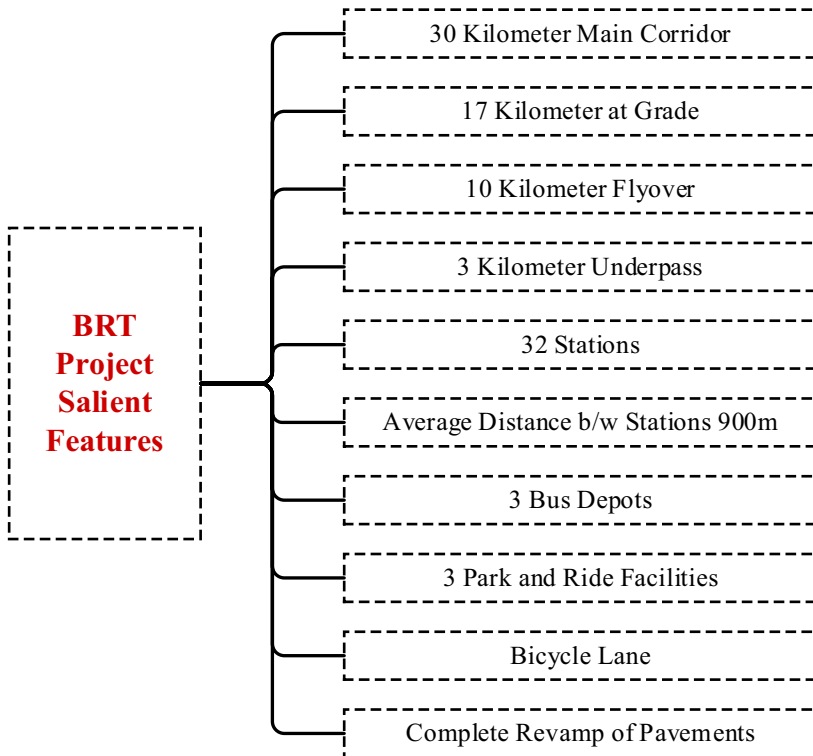 30 Kilometer Main Corridor
17 Kilometer at Grade
10 Kilometer Flyover
3 Kilometer Underpass
BRT
Project
Salient
Features
32 Stations
Average Distance b/w Stations 900m
3 Bus Depots
3 Park and Ride Facilities
Bicycle Lane
Complete Revamp of Pavements